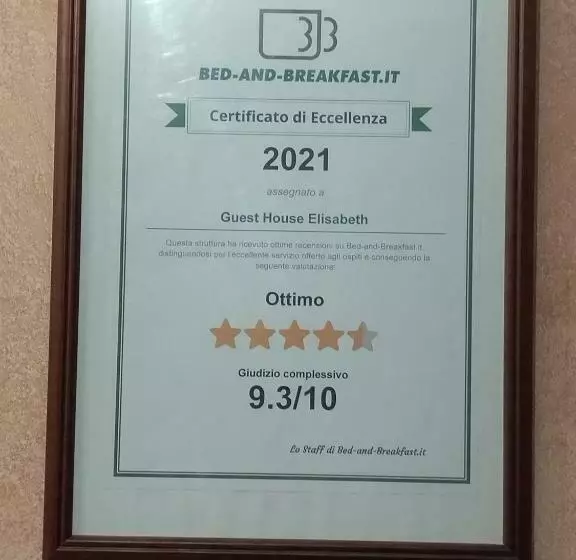 BED-AND-BREAKFAST.IT
Certificato di Eccellenza
2021
assegnato a
Guest House Elisabeth
Questa struttura ha ricevuto ottime recensioni su Bed-and-Breakfast.it
distinguendosi per l'eccellente servizio offerto agli ospiti e conseguendo la
seguente valutazione:
Ottimo
Giudizio complessivo
9.3/10
Lo Staff di Bed-and-Breakfast.it